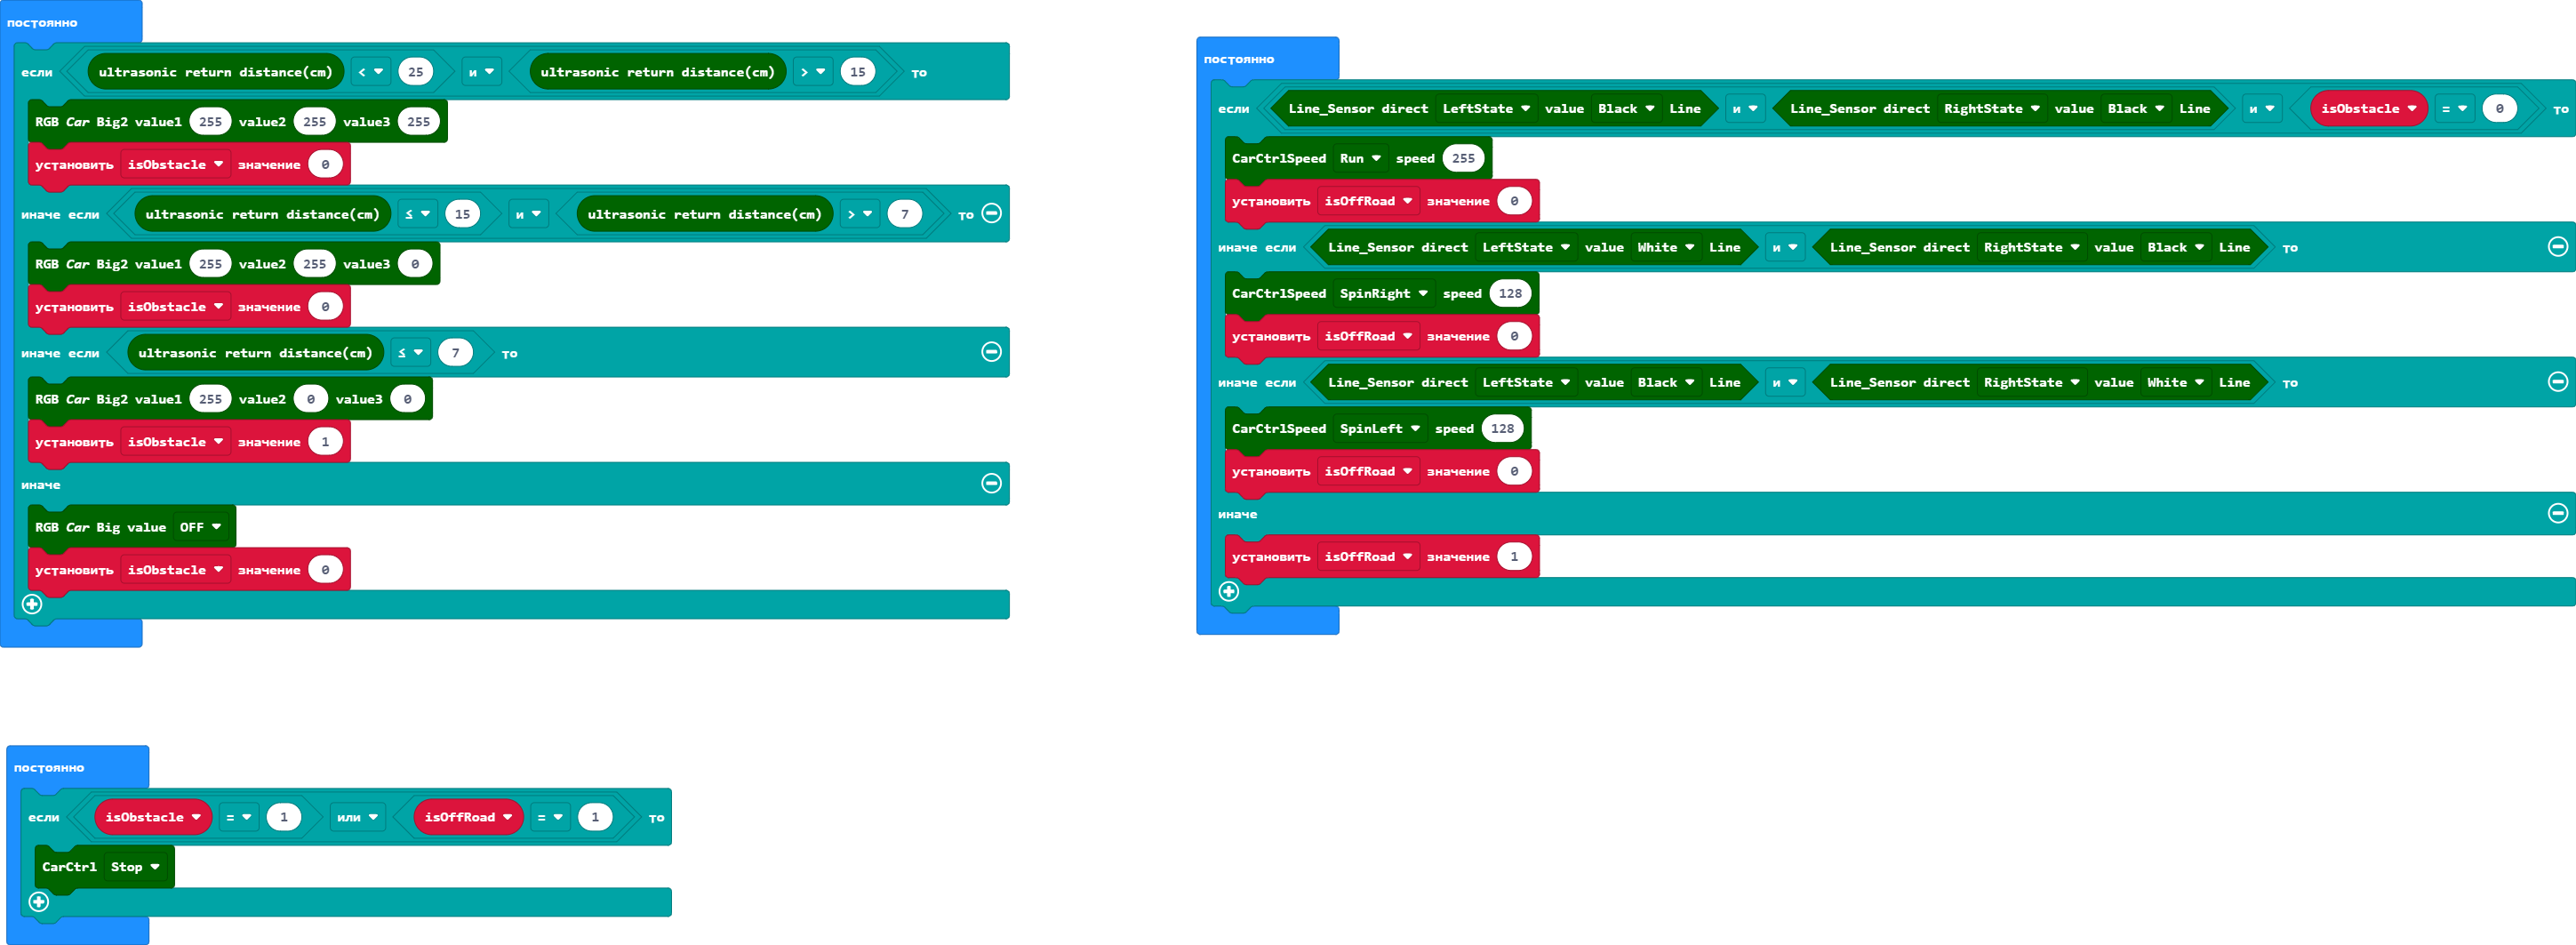 постоянно
если ultrasonic return distance(cm) < 25 и ultrasonic return distance(cm) > 15 то
RGB Car Big2 value1 255 value2 255 value3 255
установить isObstacle значение 0
иначе если ultrasonic return distance(cm) ≤ 15 и ultrasonic return distance(cm) > 7 то
RGB Car Big2 value1 255 value2 255 value3 0
установить isObstacle значение 0
иначе если ultrasonic return distance(cm) ≤ 7 то
RGB Car Big2 value1 255 value2 0 value3 0
установить isObstacle значение 1
иначе
RGB Car Big value OFF
установить isObstacle значение 0
постоянно
если Line_Sensor direct LeftState value Black Line и Line_Sensor direct RightState value Black Line и isObstacle = 0 то
CarCtrlSpeed Run speed 255
установить isOffRoad значение 0
иначе если Line_Sensor direct LeftState value White Line и Line_Sensor direct RightState value Black Line то
CarCtrlSpeed SpinRight speed 128
установить isOffRoad значение 0
иначе если Line_Sensor direct LeftState value Black Line и Line_Sensor direct RightState value White Line то
CarCtrlSpeed SpinLeft speed 128
установить isOffRoad значение 0
иначе
установить isOffRoad значение 1
постоянно
если isObstacle = 1 или isOffRoad = 1 то
CarCtrl Stop